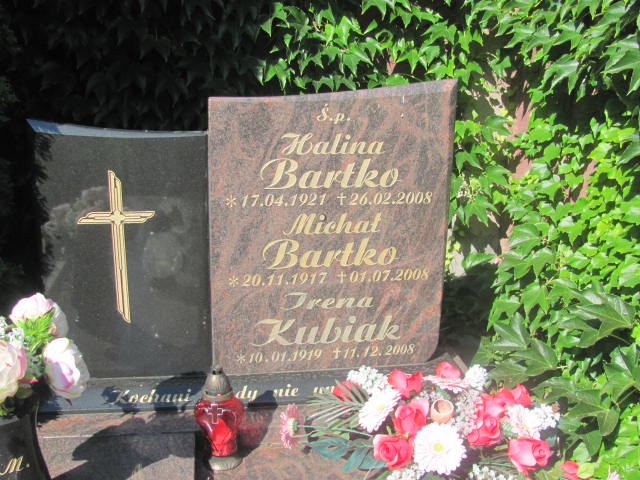 Ś.p.
Halina
Bartko
*17.04.1921 †26.02.2008
Michał
Bartko
*20.11.1917 †01.07.2008
Irena
Kubiak
*10.01.1919 †11.12.2008
Kochani nie
M.